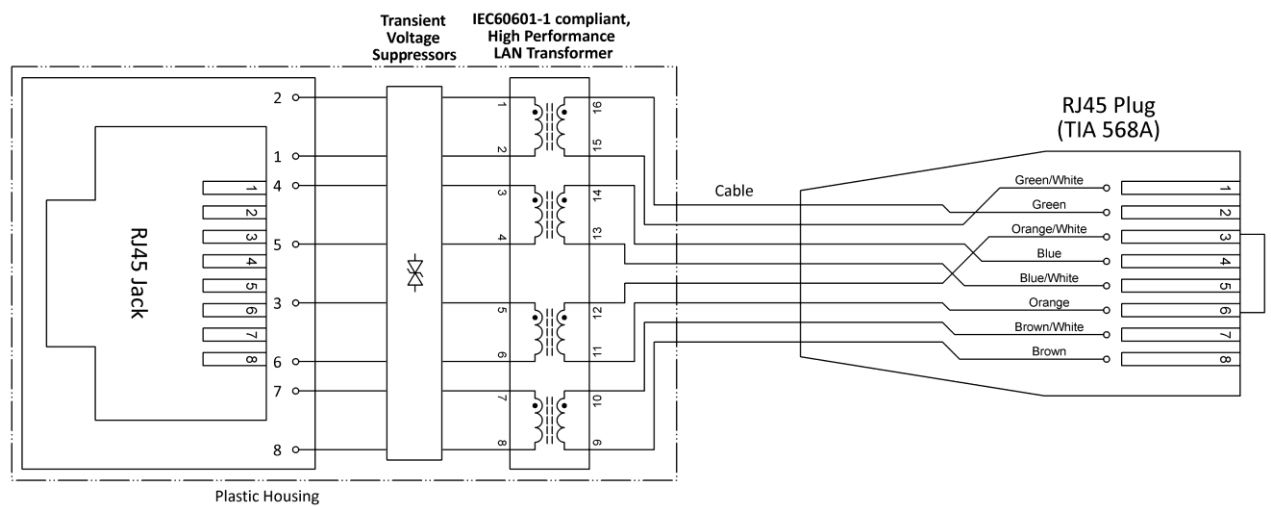 Transient
Voltage
Suppressors
IEC60601-1 compliant,
High Performance
LAN Transformer
RJ45 Plug
(TIA 568A)
2
1
4
5
3
6
7
8
RJ45 Jack
1
2
3
4
5
6
7
8
1
2
3
4
5
6
7
8
16
15
14
13
12
11
10
9
Cable
Green/White
Green
Orange/White
Blue
Blue/White
Orange
Brown/White
Brown
1
2
3
4
5
6
7
8
Plastic Housing